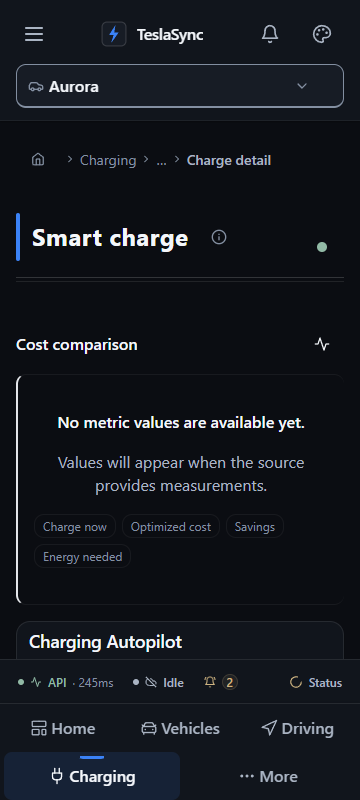 TeslaSync
Aurora
Charging
...
Charge detail
Smart charge
Cost comparison
No metric values are available yet.
Values will appear when the source
provides measurements.
Charge now
Optimized cost
Savings
Energy needed
Charging Autopilot
API · 245ms
Idle
2
Status
Home
Vehicles
Driving
Charging
More